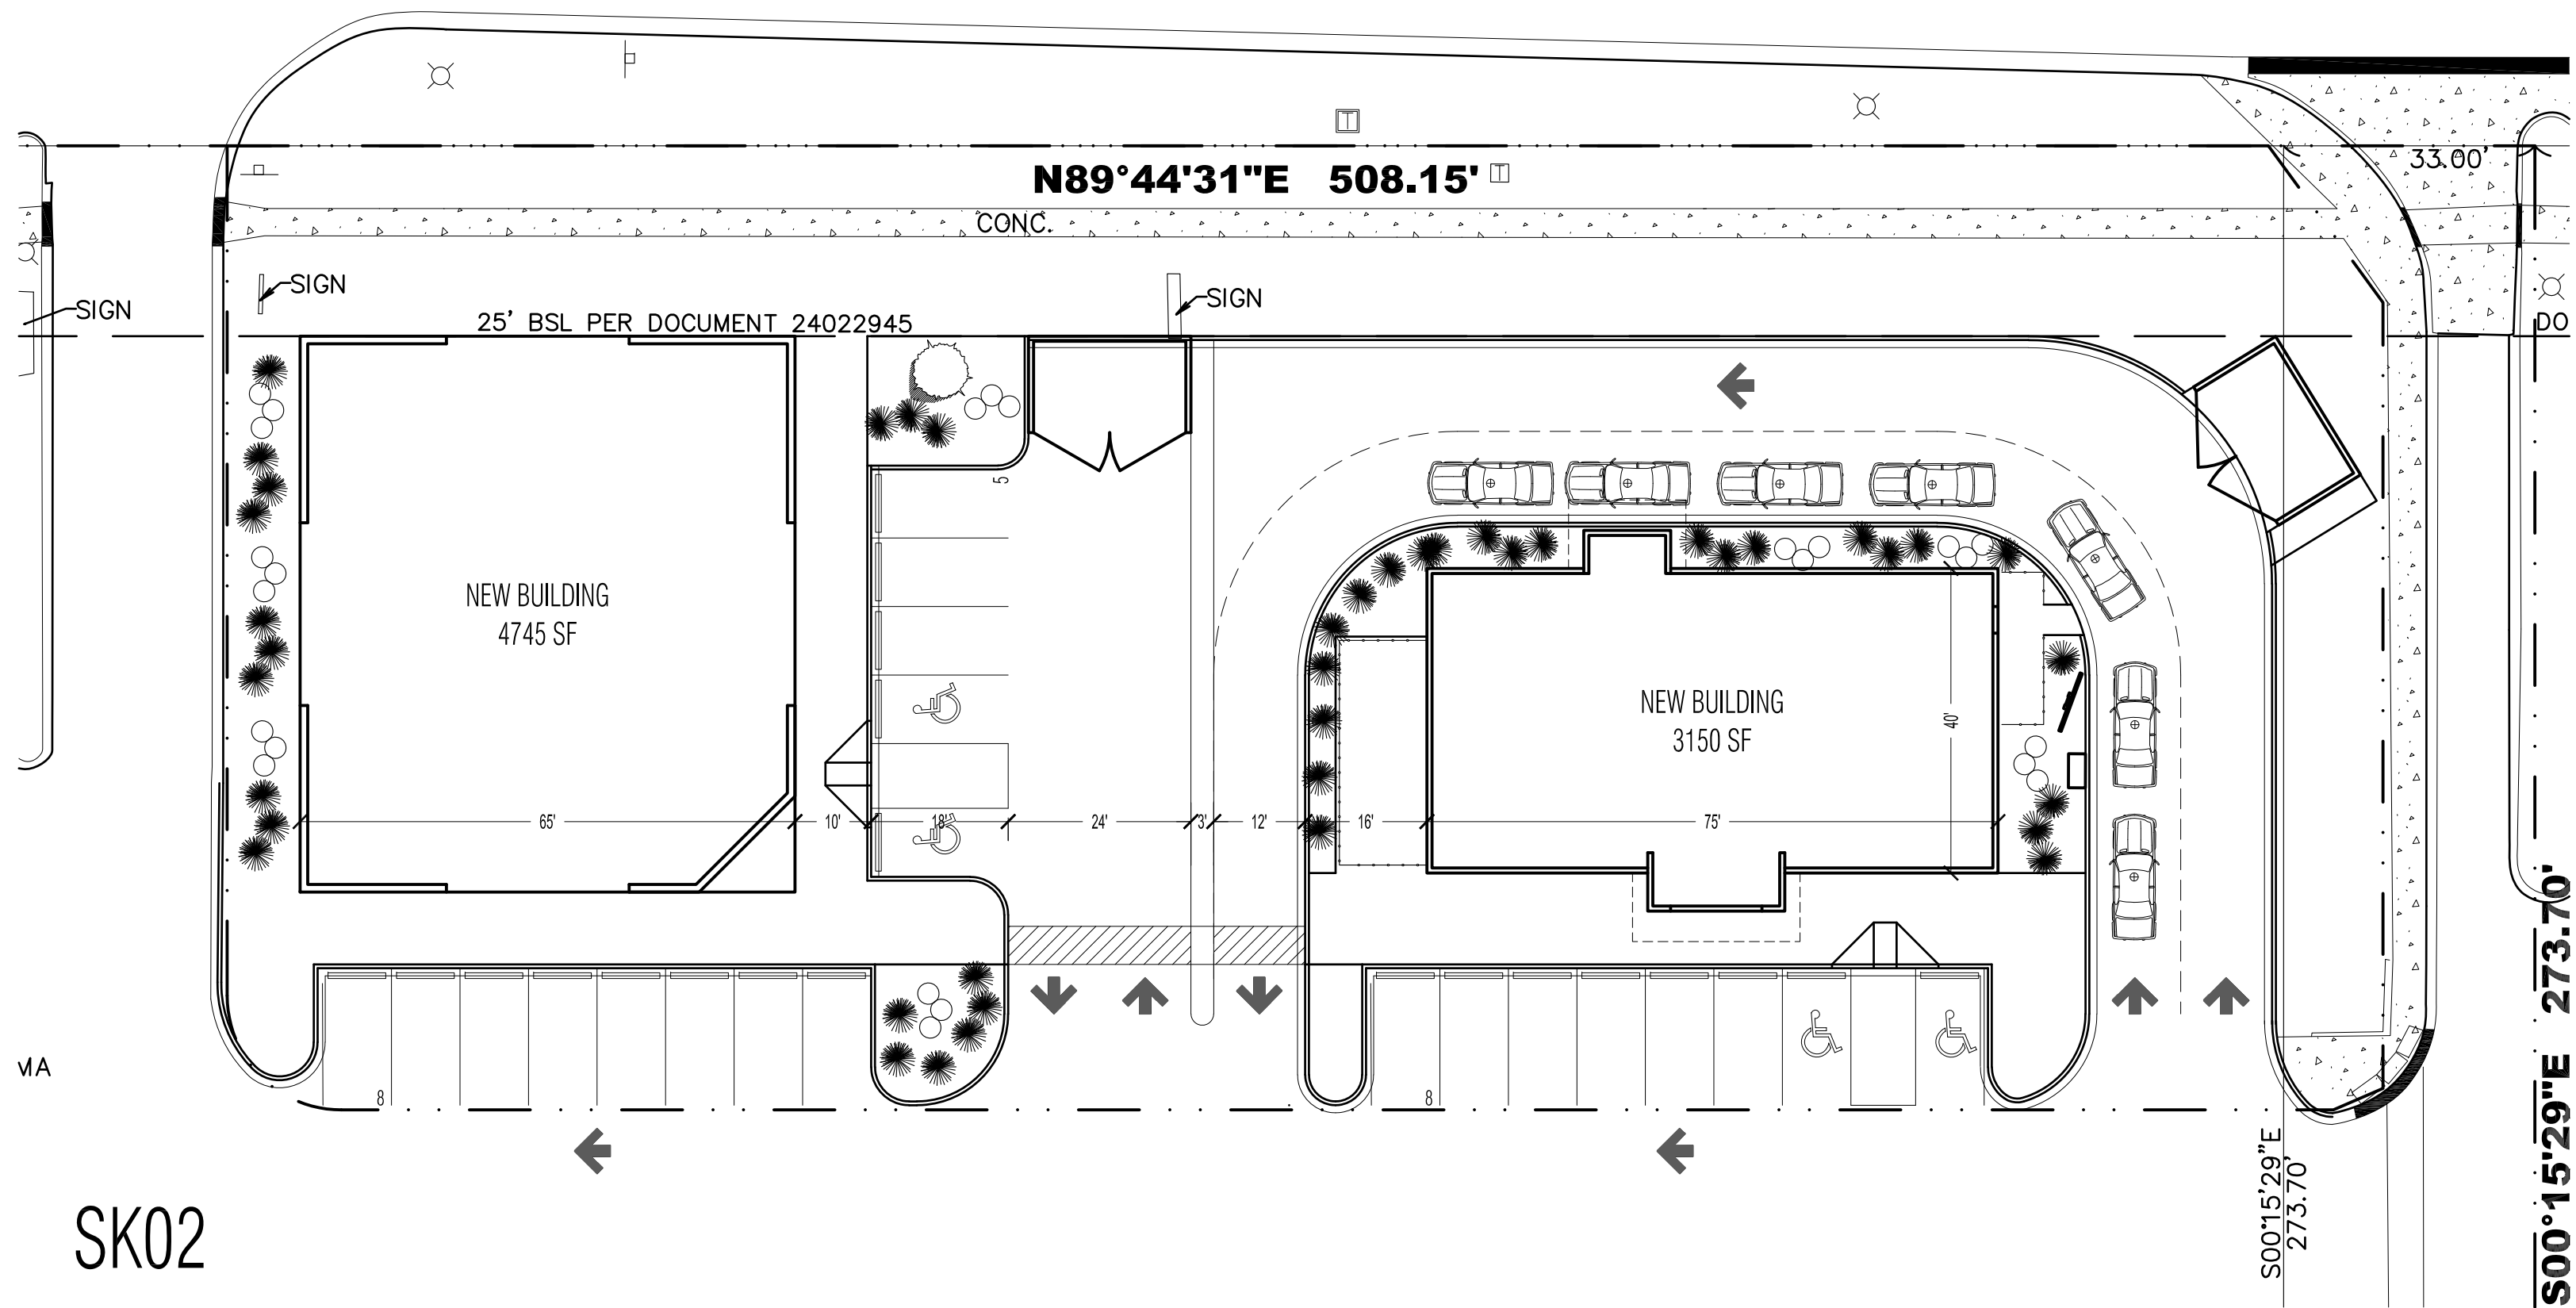 33.00'
N89°44'31"E 508.15'
T
T
CONC.
SIGN
SIGN
SIGN
25' BSL PER DOCUMENT 24022945
DO
5
NEW BUILDING
4745 SF
NEW BUILDING
3150 SF
40'
65'
10'
18'
24'
3'
12'
16'
75'
8
8
S00°15'29"E
273.70'
S00°15'29"E 273.70'
SK02